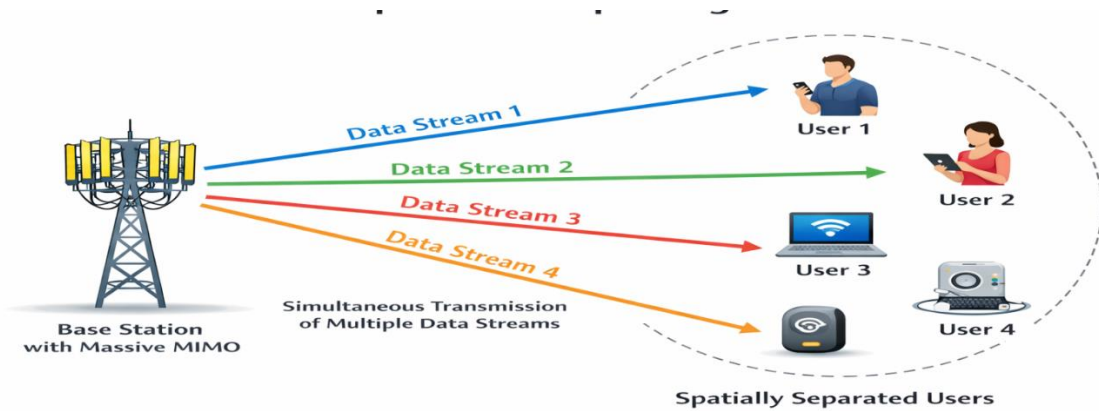 Data Stream 1
User 1
Data Stream 2
User 2
Data Stream 3
User 3
Data Stream 4
User 4
Simultaneous Transmission
of Multiple Data Streams
Base Station
with Massive MIMO
Spatially Separated Users